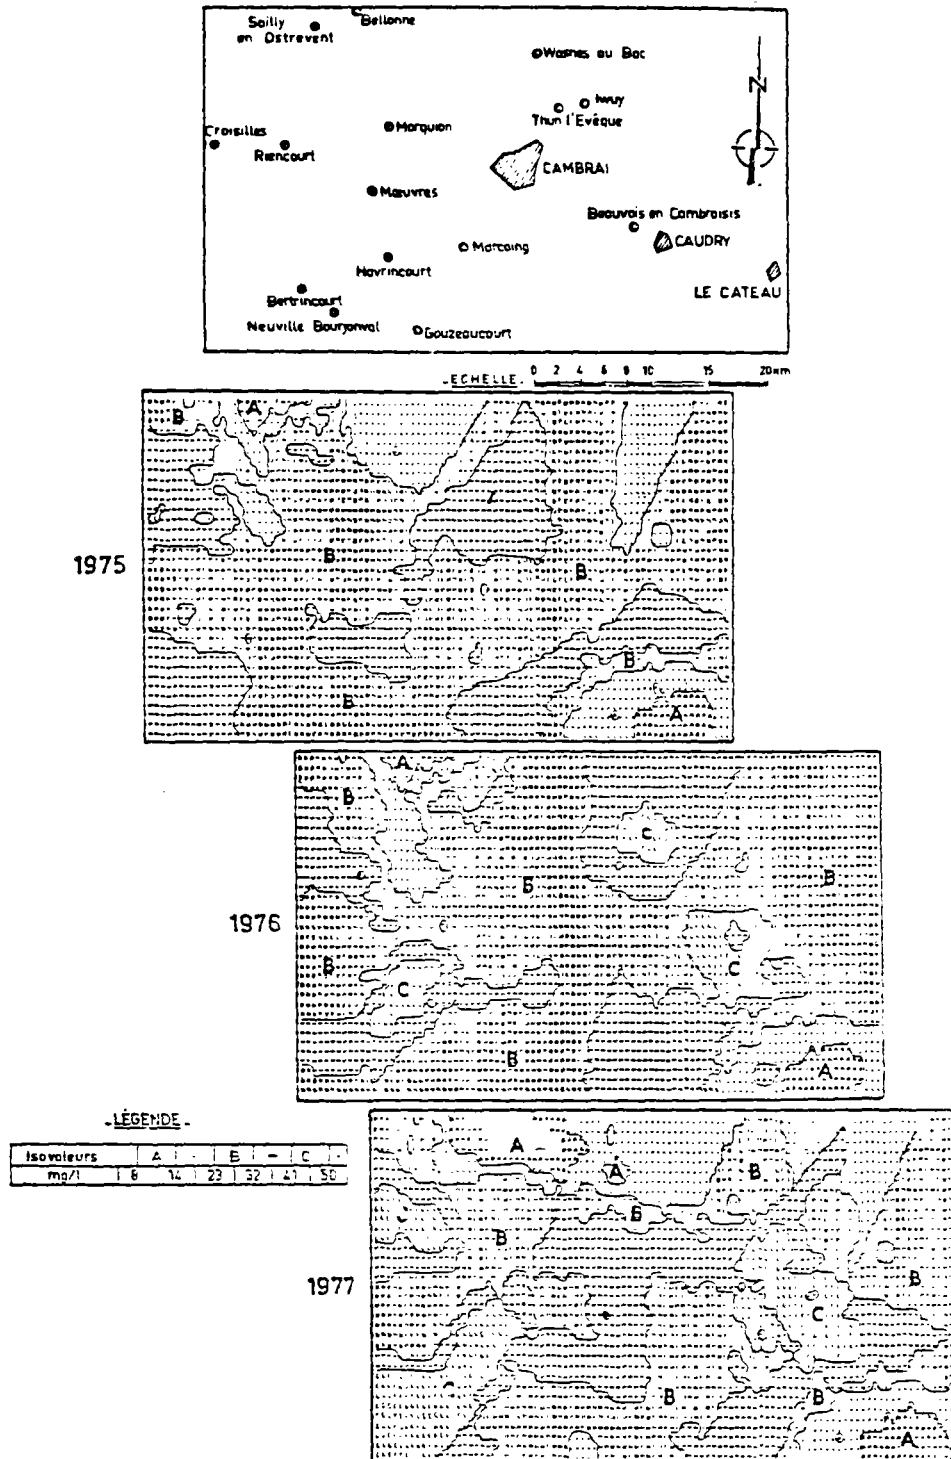 Sailly
en Ostrevent
Bellonne
Wasnes au Bac
N
Iwuy
Thun l'Evêque
Croisilles
Riencourt
Marquion
CAMBRAI
Mœuvres
Beauvois en Cambraisis
CAUDRY
Marcoing
Havrincourt
LE CATEAU
Bertrincourt
Neuville Bourjonval
Gouzeaucourt
-ECHELLE- 0 2 4 6 8 10 15 20km
B A
1975
B
B
B
B
A
A
B
C
B
B
1976
B
C
C
B
A
-LÉGENDE-
Isovaleurs A - B - C -
mg/l 8 14 23 32 41 50
A
A
B
B
B
1977
B
C
B
B
A